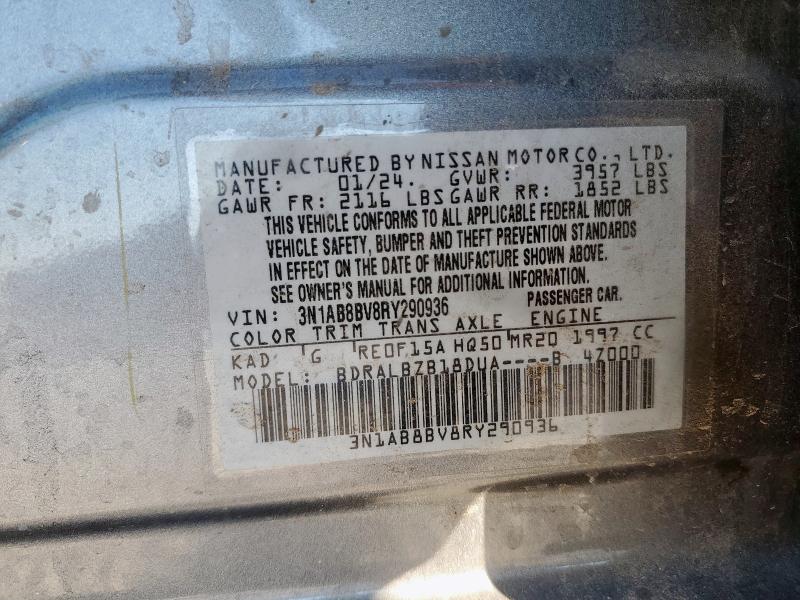 MANUFACTURED BY NISSAN MOTOR CO., LTD.
DATE: 01/24. GVWR: 3957 LBS
GAWR FR: 2116 LBS GAWR RR: 1852 LBS
THIS VEHICLE CONFORMS TO ALL APPLICABLE FEDERAL MOTOR
VEHICLE SAFETY, BUMPER AND THEFT PREVENTION STANDARDS
IN EFFECT ON THE DATE OF MANUFACTURE SHOWN ABOVE.
SEE OWNER'S MANUAL FOR ADDITIONAL INFORMATION.
VIN: 3N1AB8BV8RY290936 PASSENGER CAR.
COLOR TRIM TRANS AXLE ENGINE
KAD G RE0F15A HQ50 MR20 1997 CC
MODEL: BDRALBZB18DUA----B 4Z000
3N1AB8BV8RY290936